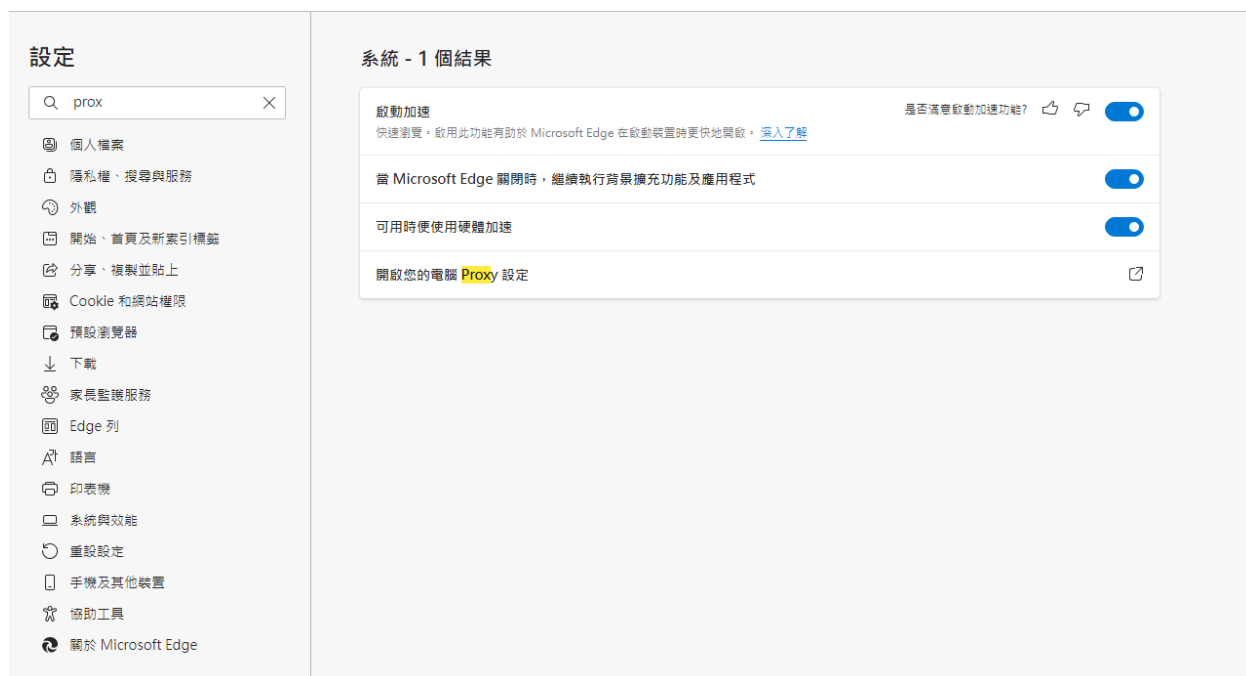 設定
prox
個人檔案
隱私權、搜尋與服務
外觀
開始、首頁及新索引標籤
分享、複製並貼上
Cookie 和網站權限
預設瀏覽器
下載
家長監護服務
Edge 列
語言
印表機
系統與效能
重設設定
手機及其他裝置
協助工具
關於 Microsoft Edge
系統 - 1 個結果
啟動加速
是否滿意啟動加速功能?
快速瀏覽。啟用此功能有助於 Microsoft Edge 在啟動裝置時更快地開啟。 深入了解
當 Microsoft Edge 關閉時，繼續執行背景擴充功能及應用程式
可用時便使用硬體加速
開啟您的電腦 Proxy 設定